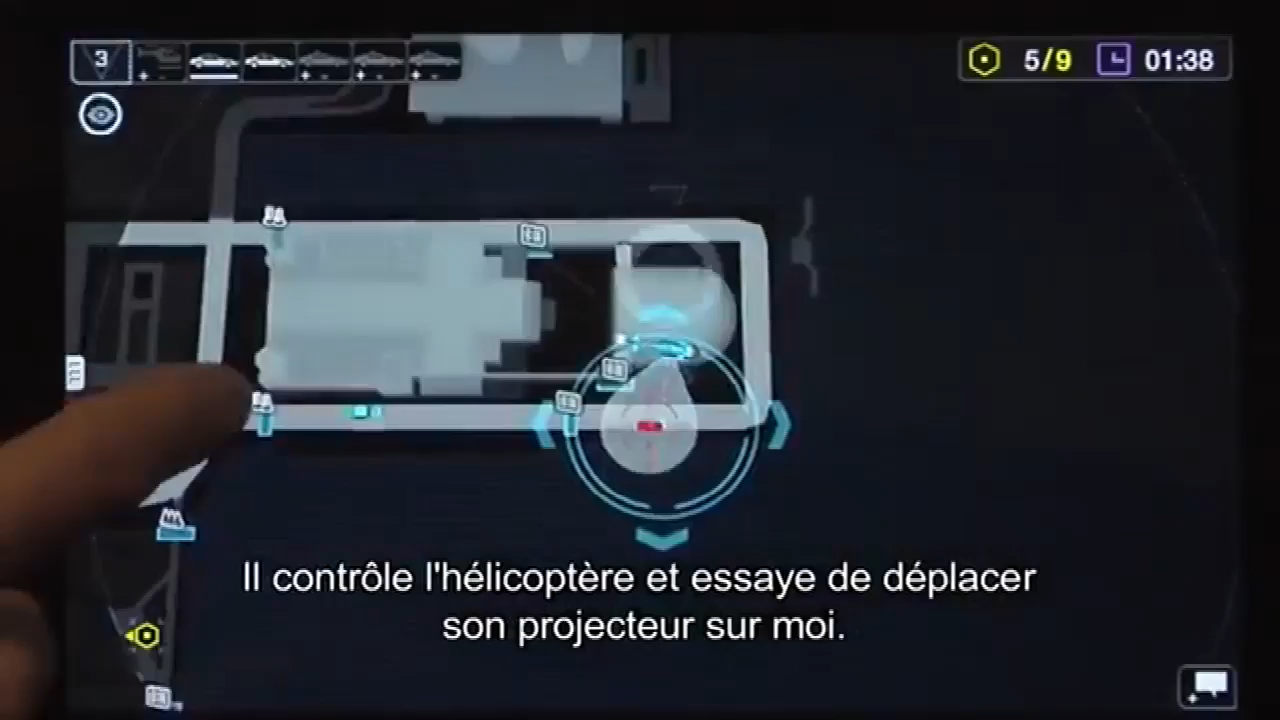 3
5/9
01:38
Il contrôle l'hélicoptère et essaye de déplacer
son projecteur sur moi.